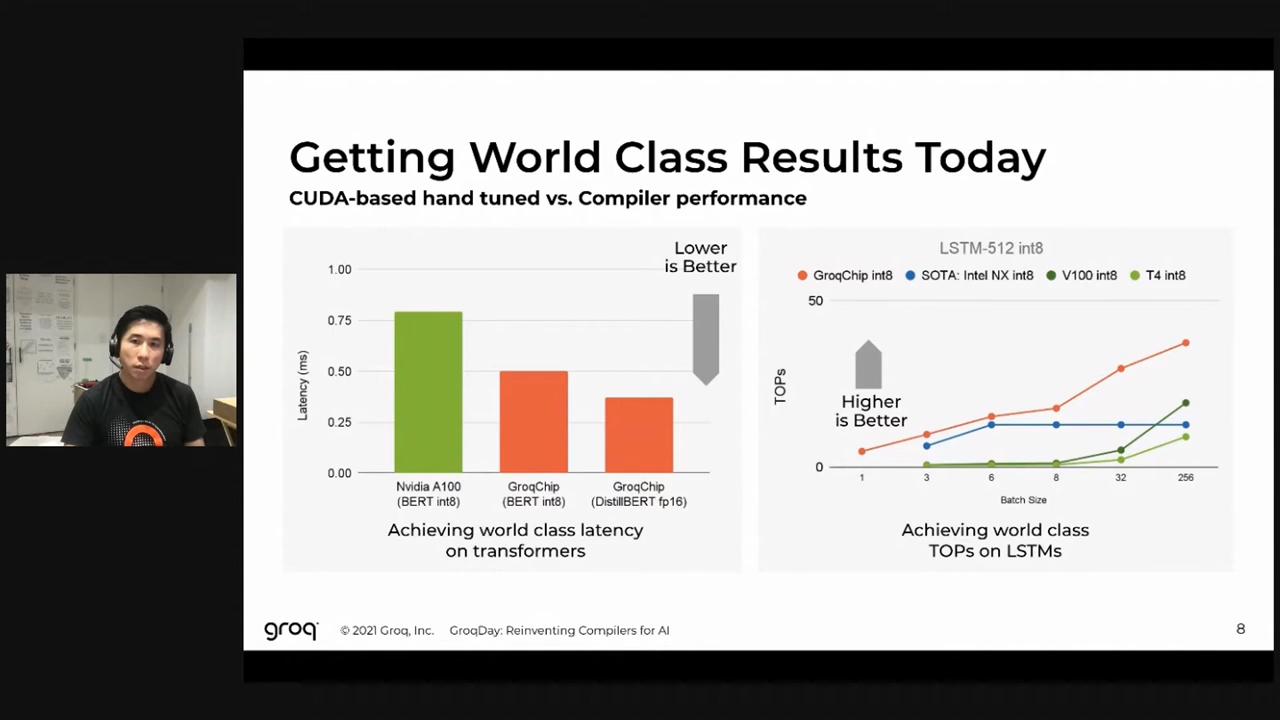 Getting World Class Results Today
CUDA-based hand tuned vs. Compiler performance
Lower
is Better
1.00
0.75
0.50
0.25
0.00
Latency (ms)
Nvidia A100
(BERT int8)
GroqChip
(BERT int8)
GroqChip
(DistillBERT fp16)
Achieving world class latency
on transformers
LSTM-512 int8
GroqChip int8 SOTA: Intel NX int8 V100 int8 T4 int8
50
TOPs
Higher
is Better
0
1 3 6 8 32 256
Batch Size
Achieving world class
TOPs on LSTMs
groq © 2021 Groq, Inc. GroqDay: Reinventing Compilers for AI 8